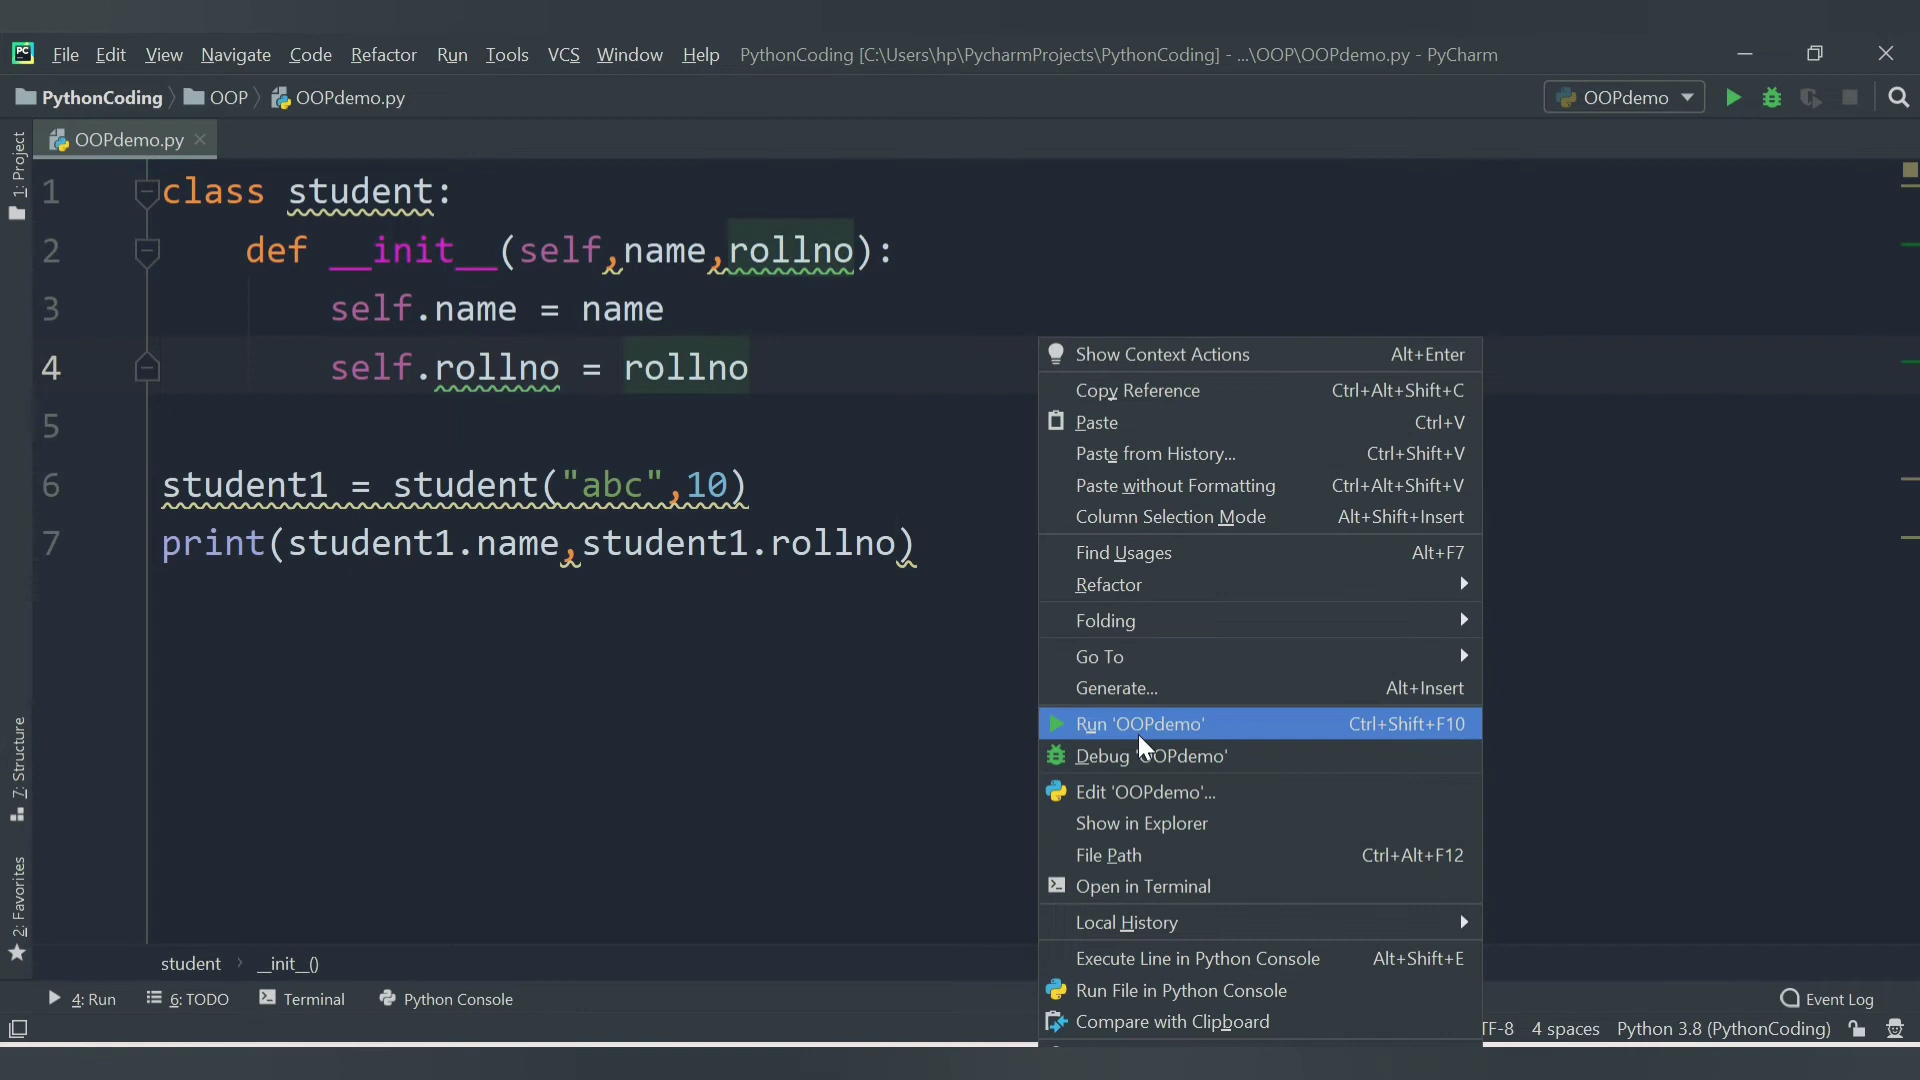 PC File Edit View Navigate Code Refactor Run Tools VCS Window Help PythonCoding [C:\Users\hp\PycharmProjects\PythonCoding] - ...\OOP\OOPdemo.py - PyCharm
PythonCoding OOP OOPdemo.py OOPdemo
OOPdemo.py
1: Project
7: Structure
2: Favorites
1 class student:
2 def __init__(self,name,rollno):
3 self.name = name
4 self.rollno = rollno
5
6 student1 = student("abc",10)
7 print(student1.name,student1.rollno)
Show Context Actions Alt+Enter
Copy Reference Ctrl+Alt+Shift+C
Paste Ctrl+V
Paste from History... Ctrl+Shift+V
Paste without Formatting Ctrl+Alt+Shift+V
Column Selection Mode Alt+Shift+Insert
Find Usages Alt+F7
Refactor
Folding
Go To
Generate... Alt+Insert
Run 'OOPdemo' Ctrl+Shift+F10
Debug 'OOPdemo'
Edit 'OOPdemo'...
Show in Explorer
File Path Ctrl+Alt+F12
Open in Terminal
Local History
Execute Line in Python Console Alt+Shift+E
Run File in Python Console
Compare with Clipboard
student › __init__()
4: Run 6: TODO Terminal Python Console Event Log
TF-8 4 spaces Python 3.8 (PythonCoding)